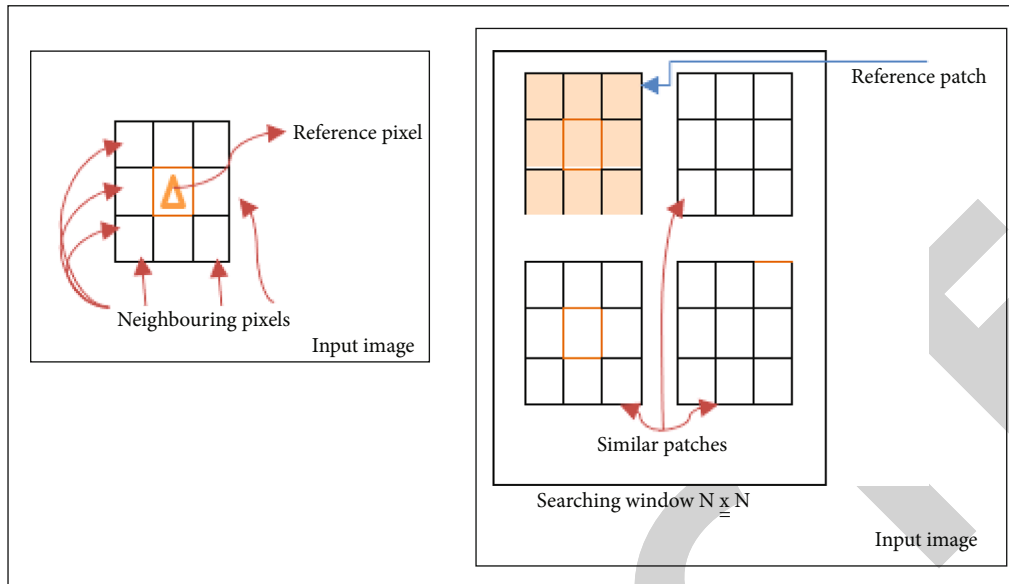 Reference pixel
Neighbouring pixels
Input image
Reference patch
Similar patches
Searching window N x N
Input image